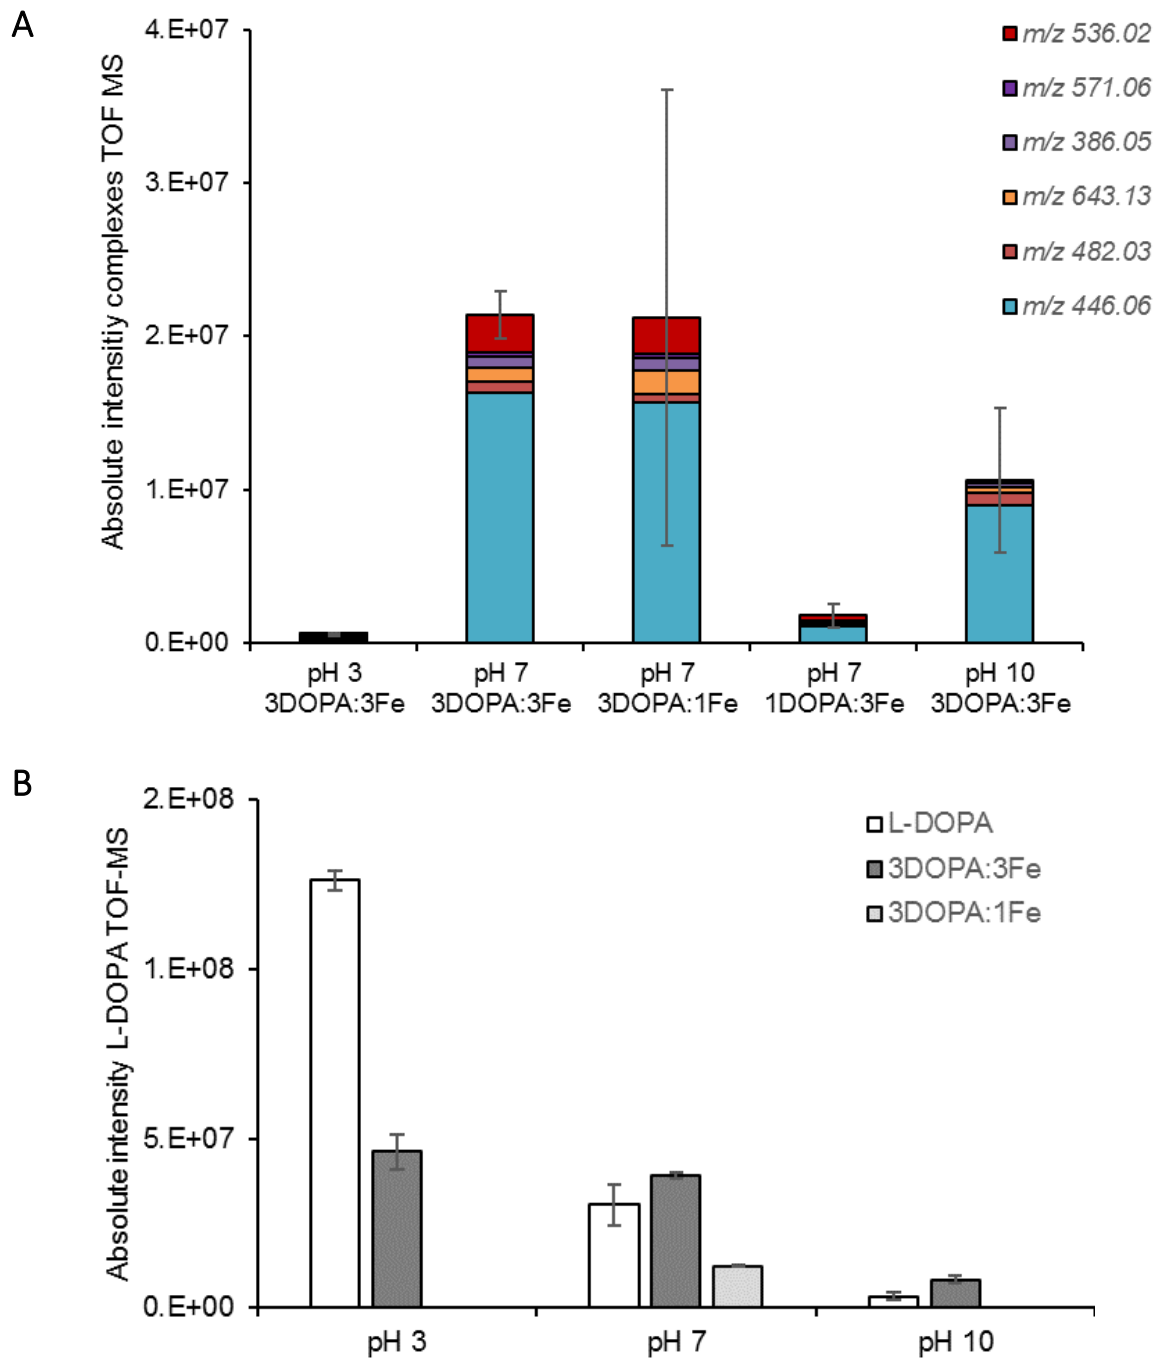 A
Absolute intensitiy complexes TOF MS
4.E+07
3.E+07
2.E+07
1.E+07
0.E+00
m/z 536.02
m/z 571.06
m/z 386.05
m/z 643.13
m/z 482.03
m/z 446.06
pH 3
3DOPA:3Fe
pH 7
3DOPA:3Fe
pH 7
3DOPA:1Fe
pH 7
1DOPA:3Fe
pH 10
3DOPA:3Fe
B
Absolute intensity L-DOPA TOF-MS
2.E+08
1.E+08
5.E+07
0.E+00
L-DOPA
3DOPA:3Fe
3DOPA:1Fe
pH 3
pH 7
pH 10